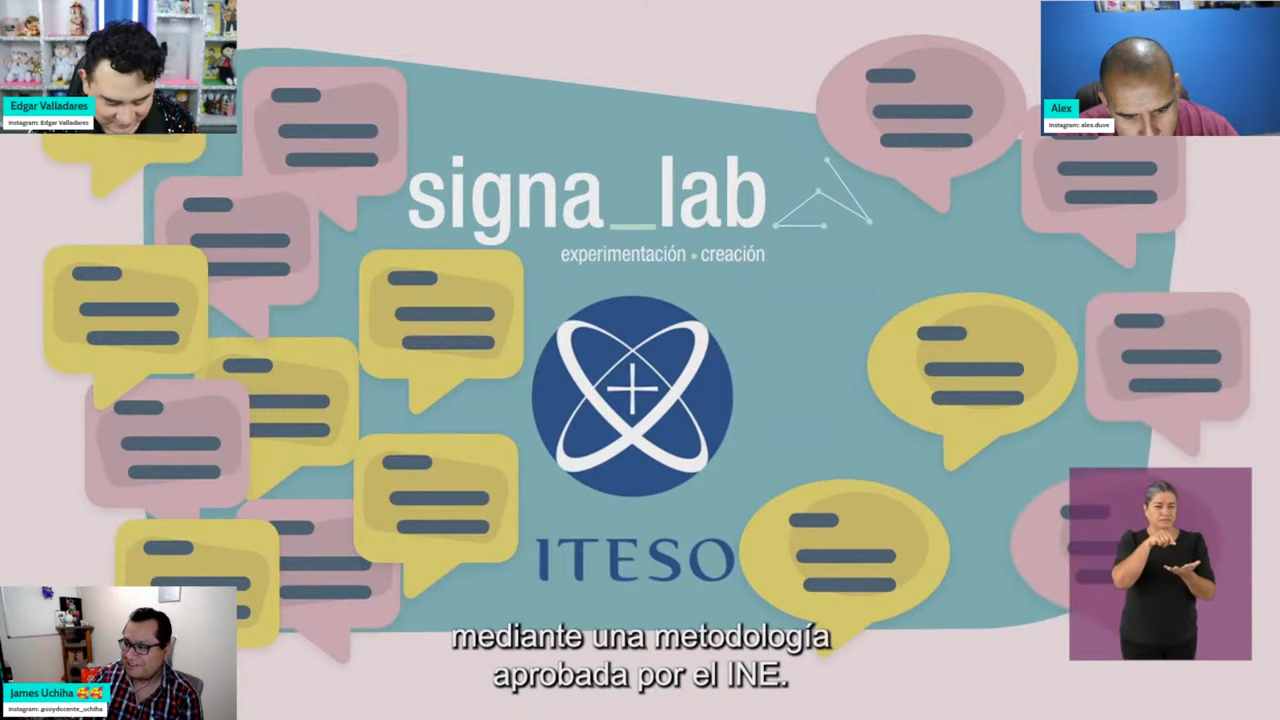 Edgar Valladares
Instagram: Edgar Valladares
Alex
Instagram: alex.duve
signa_lab
experimentación • creación
ITESO
mediante una metodología
aprobada por el INE.
James Uchiha 🥰🥰
Instagram: @soydocente_uchiha